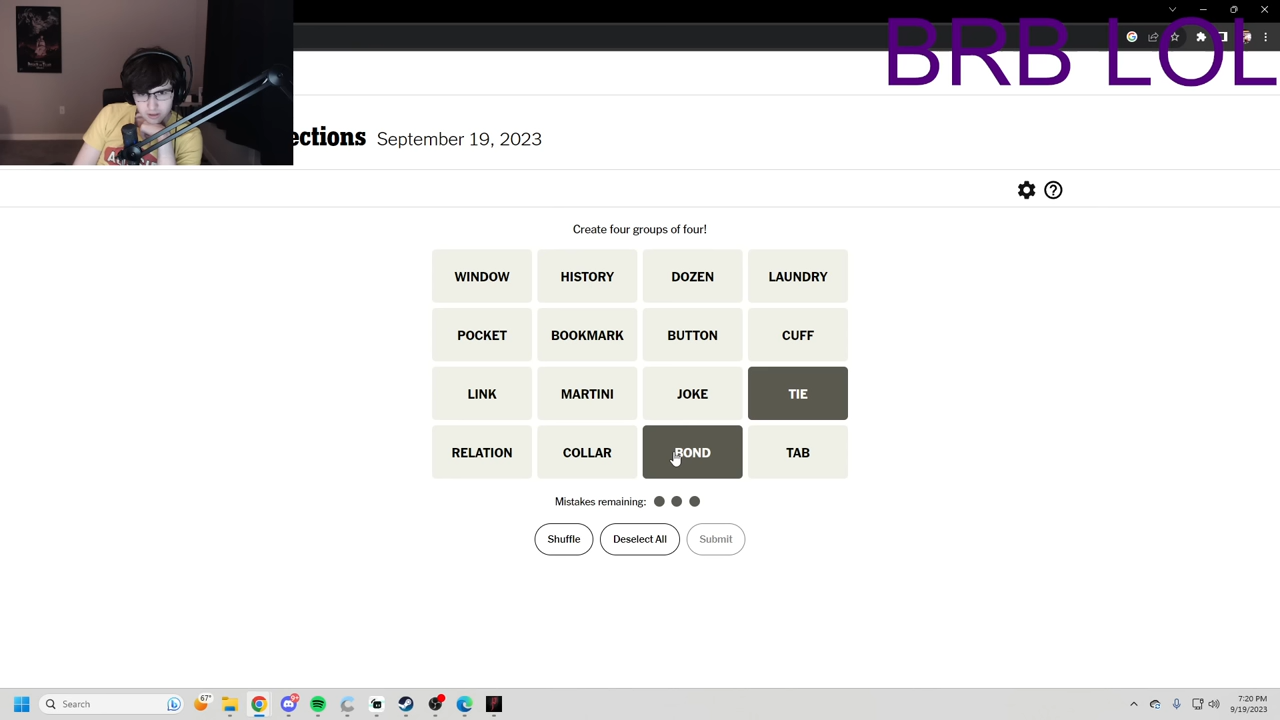 BRB LOL
ections September 19, 2023
Create four groups of four!
WINDOW HISTORY DOZEN LAUNDRY
POCKET BOOKMARK BUTTON CUFF
LINK MARTINI JOKE TIE
RELATION COLLAR BOND TAB
Mistakes remaining:
Shuffle Deselect All Submit
Search
67°
7:20 PM
9/19/2023